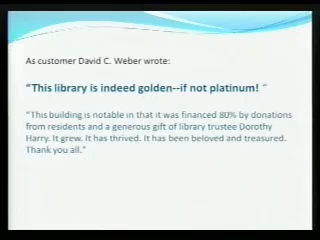 As customer David C. Weber wrote:
"This library is indeed golden--if not platinum! "
"This building is notable in that it was financed 80% by donations
from residents and a generous gift of library trustee Dorothy
Harry. It grew. It has thrived. It has been beloved and treasured.
Thank you all."